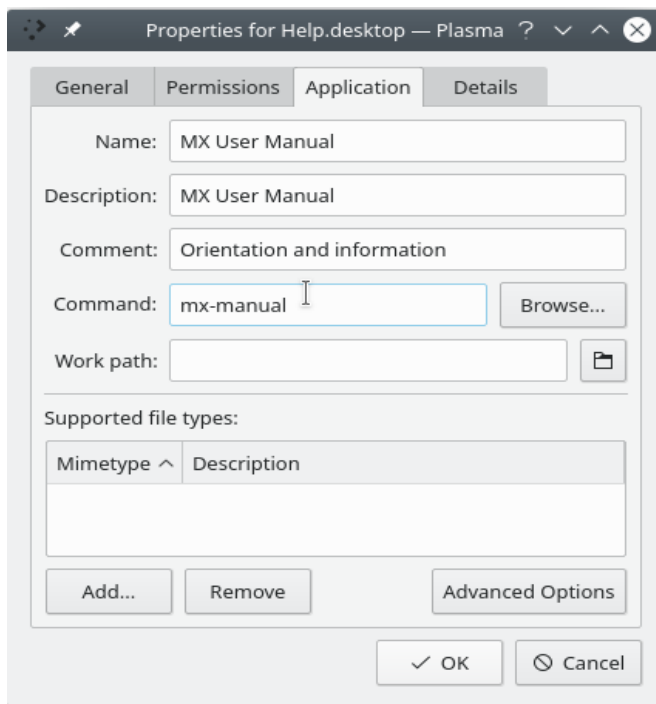 Properties for Help.desktop — Plasma ?
General Permissions Application Details
Name: MX User Manual
Description: MX User Manual
Comment: Orientation and information
Command: mx-manual Browse...
Work path:
Supported file types:
Mimetype Description
Add... Remove Advanced Options
OK Cancel